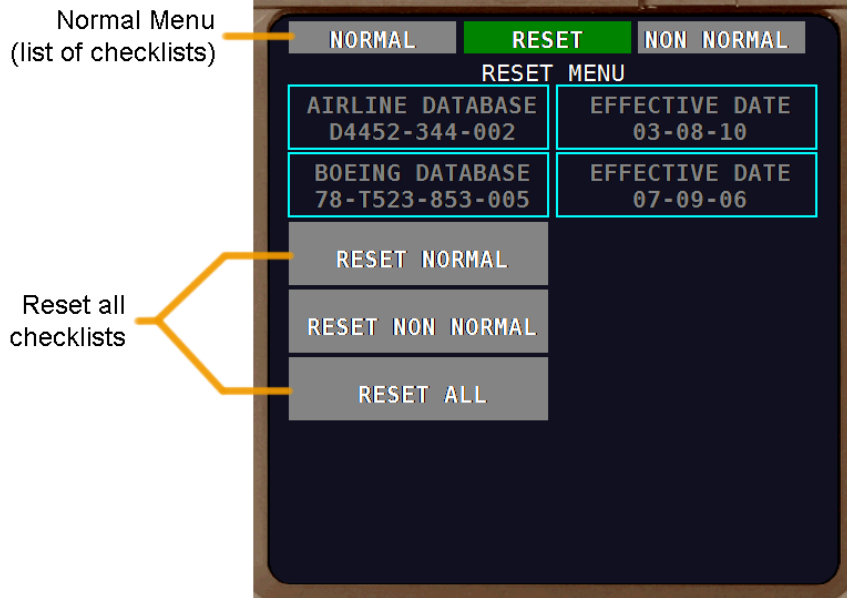 Normal Menu
(list of checklists)
NORMAL RESET NON NORMAL
RESET MENU
AIRLINE DATABASE EFFECTIVE DATE
D4452-344-002 03-08-10
BOEING DATABASE EFFECTIVE DATE
78-T523-853-005 07-09-06
RESET NORMAL
Reset all
checklists
RESET NON NORMAL
RESET ALL